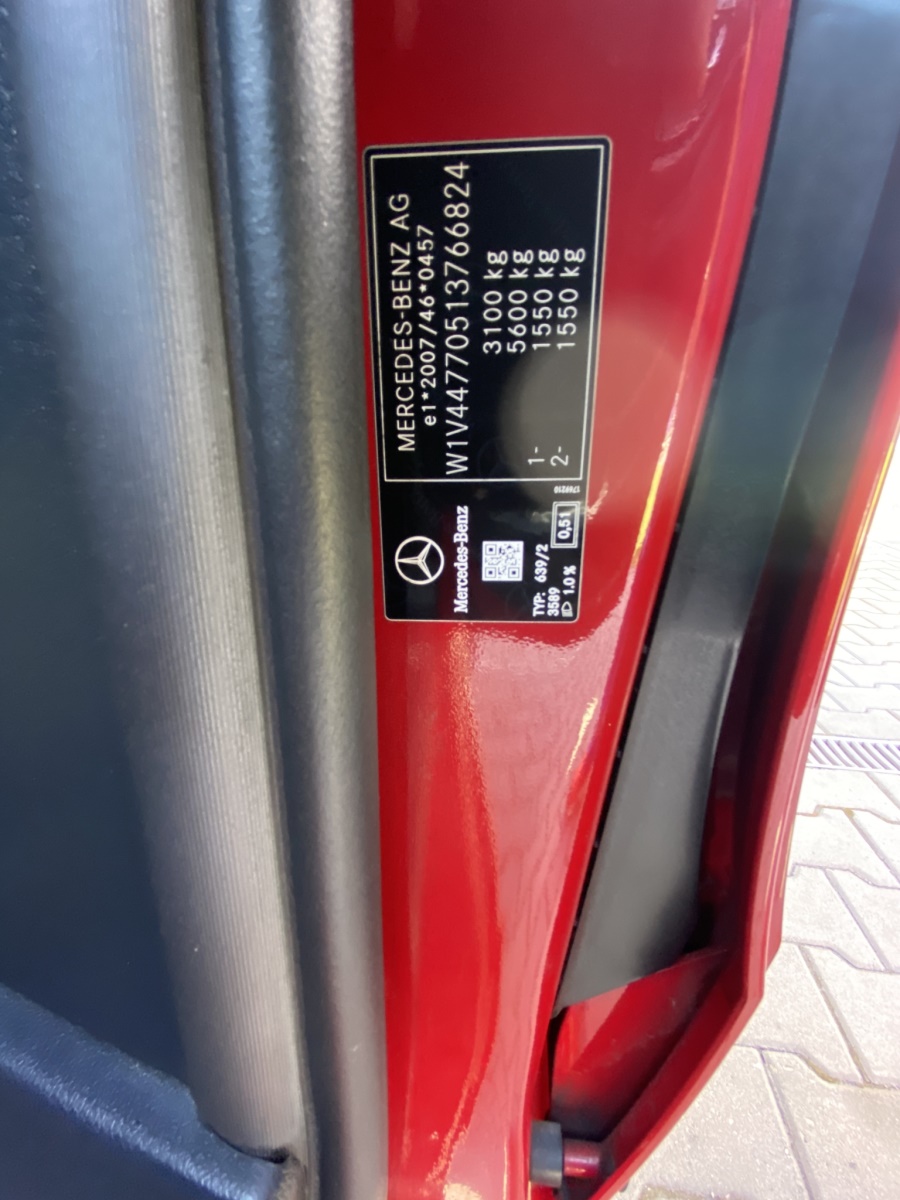 MERCEDES-BENZ AG
e1*2007/46*0457
W1V44770513766824
3100 kg
5600 kg
1- 1550 kg
2- 1550 kg
Mercedes-Benz
TYP: 639/2
3589
1.0 %
0,51
1769210